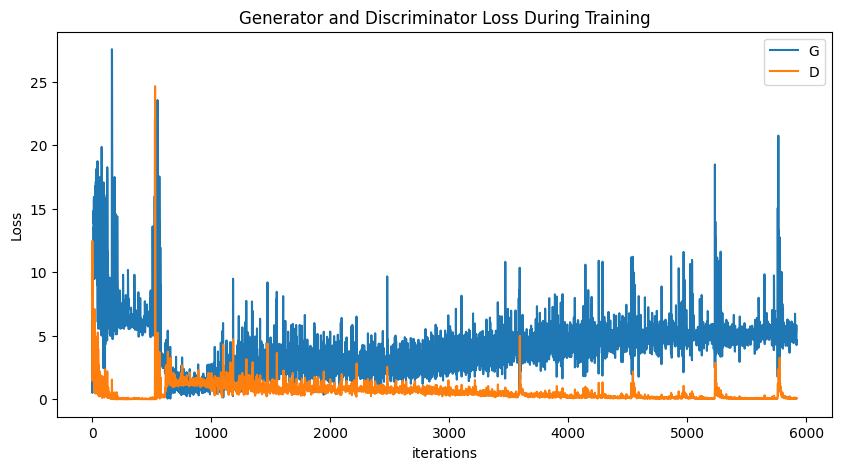 Generator and Discriminator Loss During Training
G
D
25
20
15
10
5
0
Loss
0 1000 2000 3000 4000 5000 6000
iterations